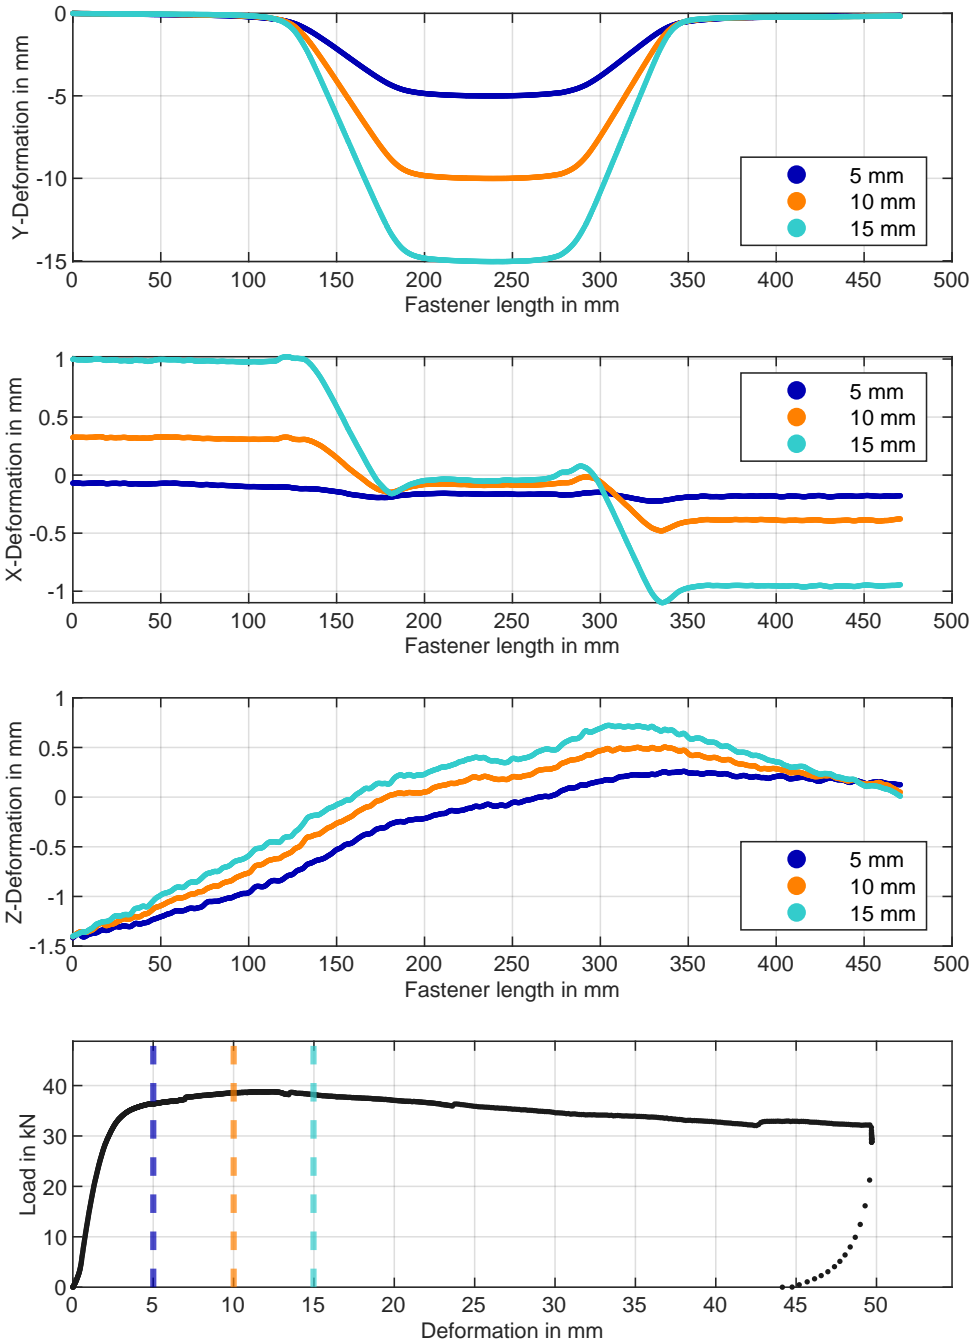 0
-5
-10
-15
Y-Deformation in mm
5 mm
10 mm
15 mm
0 50 100 150 200 250 300 350 400 450 500
Fastener length in mm
1
0.5
0
-0.5
-1
X-Deformation in mm
5 mm
10 mm
15 mm
0 50 100 150 200 250 300 350 400 450 500
Fastener length in mm
1
0.5
0
-0.5
-1
-1.5
Z-Deformation in mm
5 mm
10 mm
15 mm
0 50 100 150 200 250 300 350 400 450 500
Fastener length in mm
40
30
20
10
0
Load in kN
0 5 10 15 20 25 30 35 40 45 50
Deformation in mm